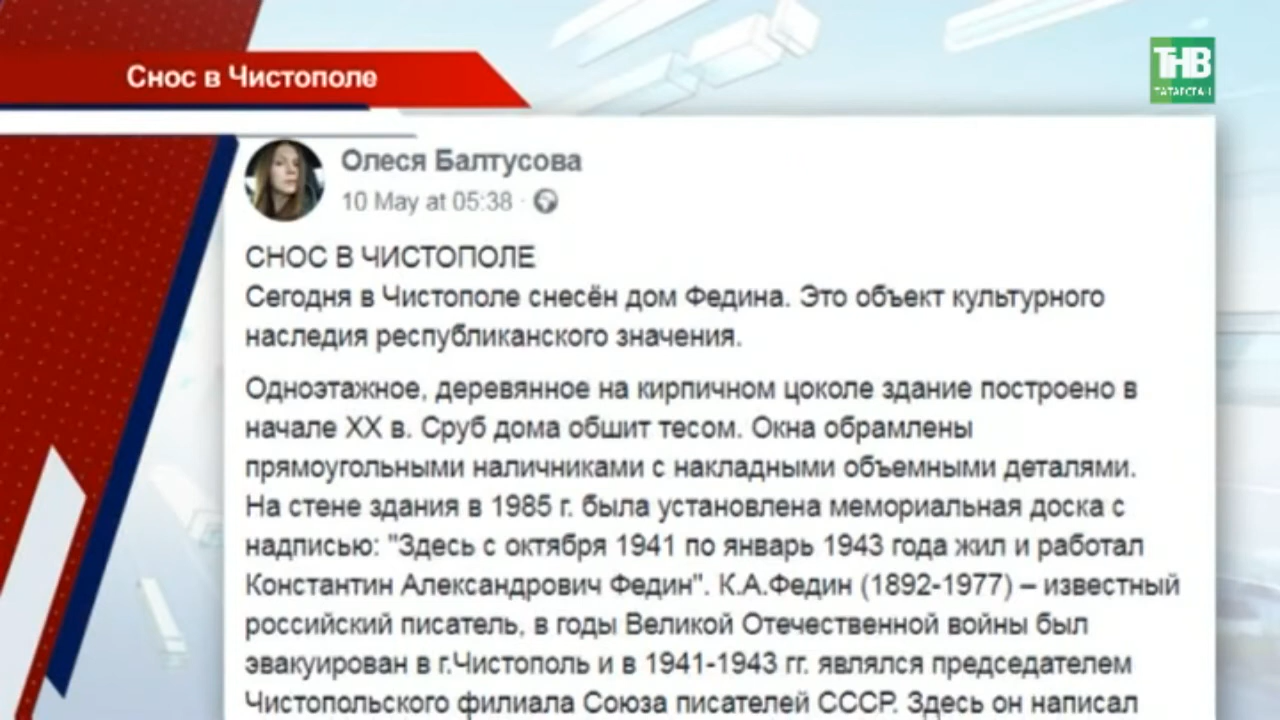 Снос в Чистополе
ТНВ
ТАТАРСТАН
Олеся Балтусова
10 May at 05:38 ·
СНОС В ЧИСТОПОЛЕ
Сегодня в Чистополе снесён дом Федина. Это объект культурного
наследия республиканского значения.
Одноэтажное, деревянное на кирпичном цоколе здание построено в
начале XX в. Сруб дома обшит тесом. Окна обрамлены
прямоугольными наличниками с накладными объемными деталями.
На стене здания в 1985 г. была установлена мемориальная доска с
надписью: "Здесь с октября 1941 по январь 1943 года жил и работал
Константин Александрович Федин". К.А.Федин (1892-1977) – известный
российский писатель, в годы Великой Отечественной войны был
эвакуирован в г.Чистополь и в 1941-1943 гг. являлся председателем
Чистопольского филиала Союза писателей СССР. Здесь он написал